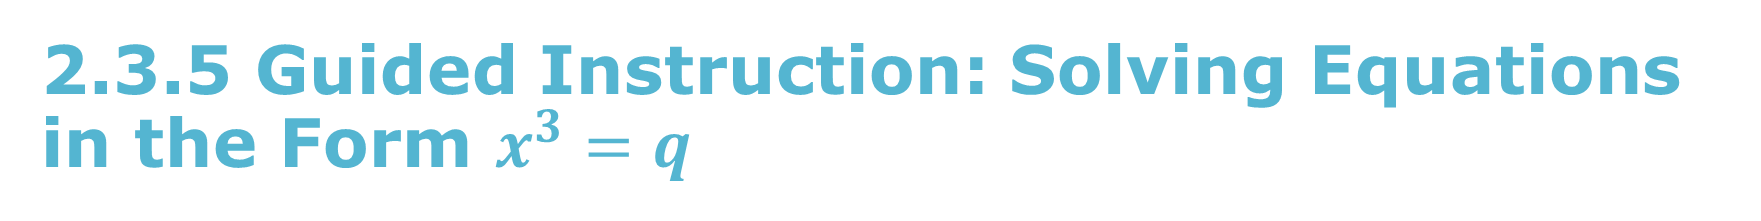 2.3.5 Guided Instruction: Solving Equations
in the Form x³ = q